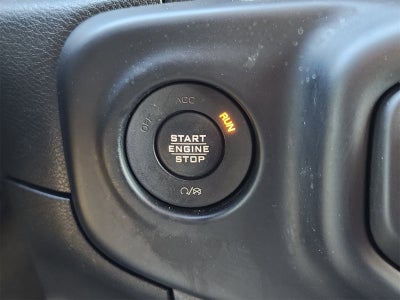 ACC
OFF
RUN
START
ENGINE
STOP